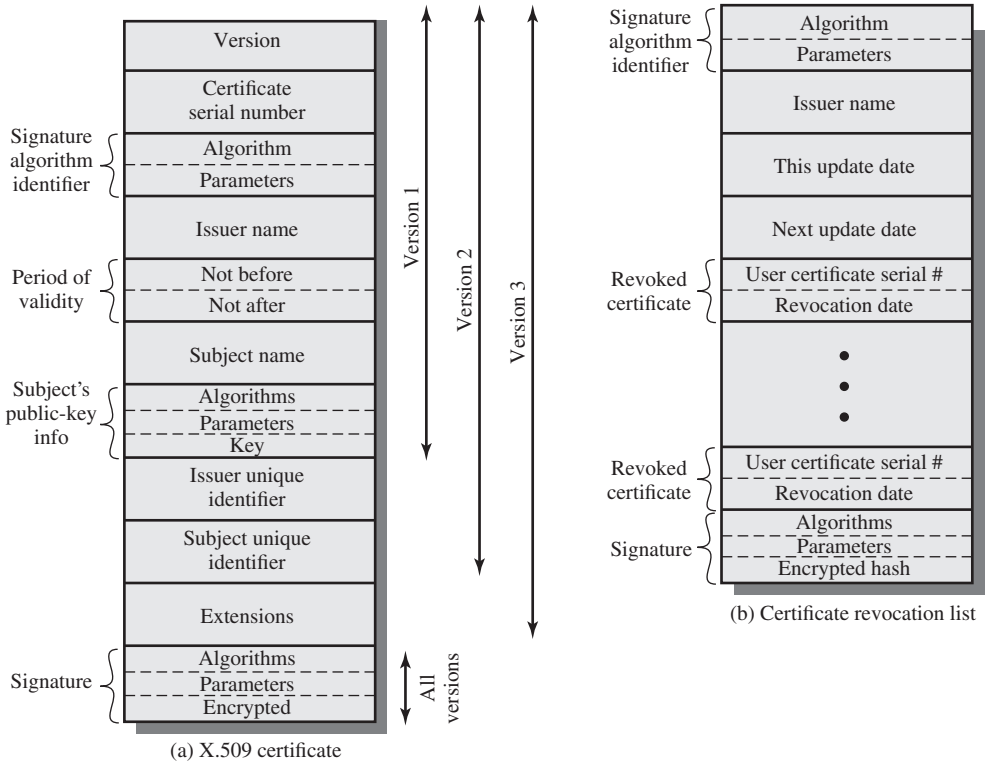 Version
Certificate
serial number
Signature
algorithm
identifier
Algorithm
Parameters
Issuer name
Period of
validity
Not before
Not after
Subject name
Subject's
public-key
info
Algorithms
Parameters
Key
Issuer unique
identifier
Subject unique
identifier
Extensions
Signature
Algorithms
Parameters
Encrypted
(a) X.509 certificate
Version 1
Version 2
Version 3
All
versions
Signature
algorithm
identifier
Algorithm
Parameters
Issuer name
This update date
Next update date
Revoked
certificate
User certificate serial #
Revocation date
Revoked
certificate
User certificate serial #
Revocation date
Signature
Algorithms
Parameters
Encrypted hash
(b) Certificate revocation list